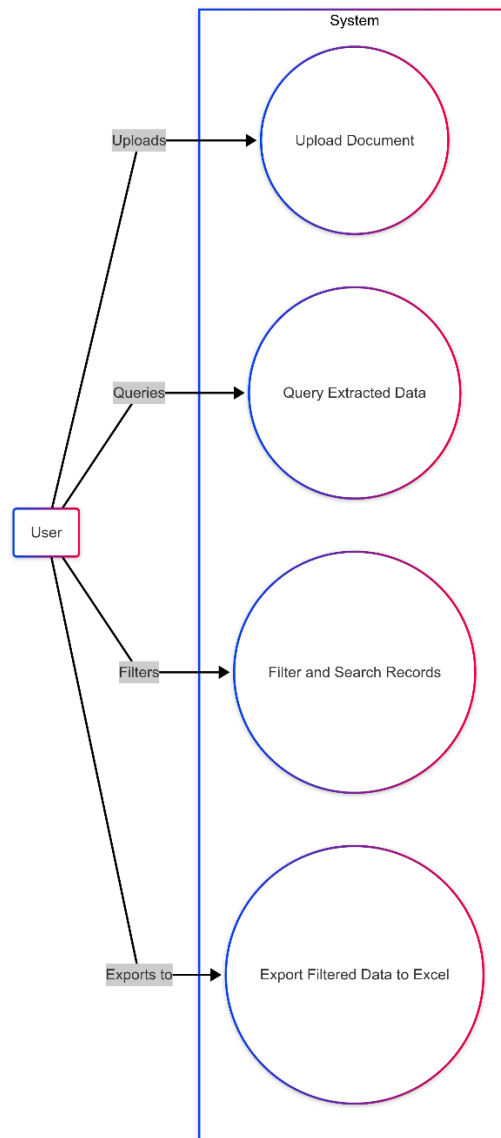 System
Uploads
Upload Document
Queries
Query Extracted Data
User
Filters
Filter and Search Records
Exports to
Export Filtered Data to Excel